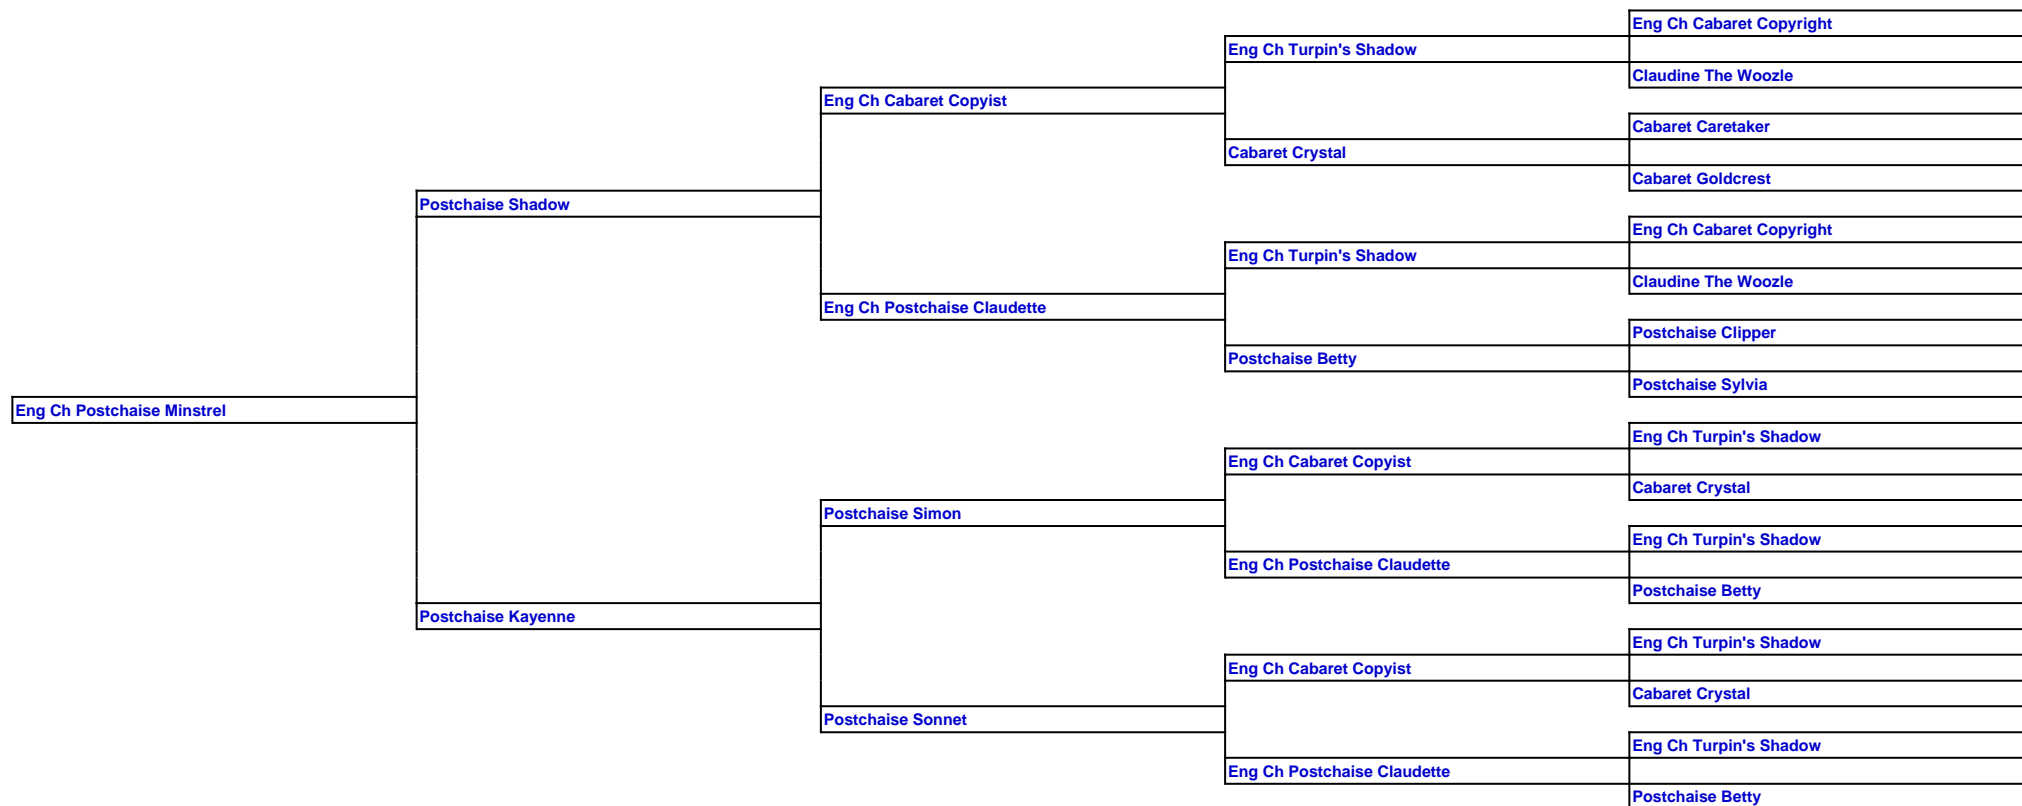 Eng Ch Cabaret Copyright
Eng Ch Turpin's Shadow
Claudine The Woozle
Eng Ch Cabaret Copyist
Cabaret Caretaker
Cabaret Crystal
Cabaret Goldcrest
Postchaise Shadow
Eng Ch Cabaret Copyright
Eng Ch Turpin's Shadow
Claudine The Woozle
Eng Ch Postchaise Claudette
Postchaise Clipper
Postchaise Betty
Postchaise Sylvia
Eng Ch Postchaise Minstrel
Eng Ch Turpin's Shadow
Eng Ch Cabaret Copyist
Cabaret Crystal
Postchaise Simon
Eng Ch Turpin's Shadow
Eng Ch Postchaise Claudette
Postchaise Betty
Postchaise Kayenne
Eng Ch Turpin's Shadow
Eng Ch Cabaret Copyist
Cabaret Crystal
Postchaise Sonnet
Eng Ch Turpin's Shadow
Eng Ch Postchaise Claudette
Postchaise Betty